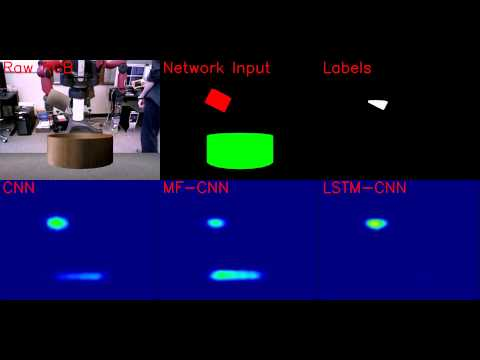 Raw RGB
Network Input
Labels
CNN
MF-CNN
LSTM-CNN